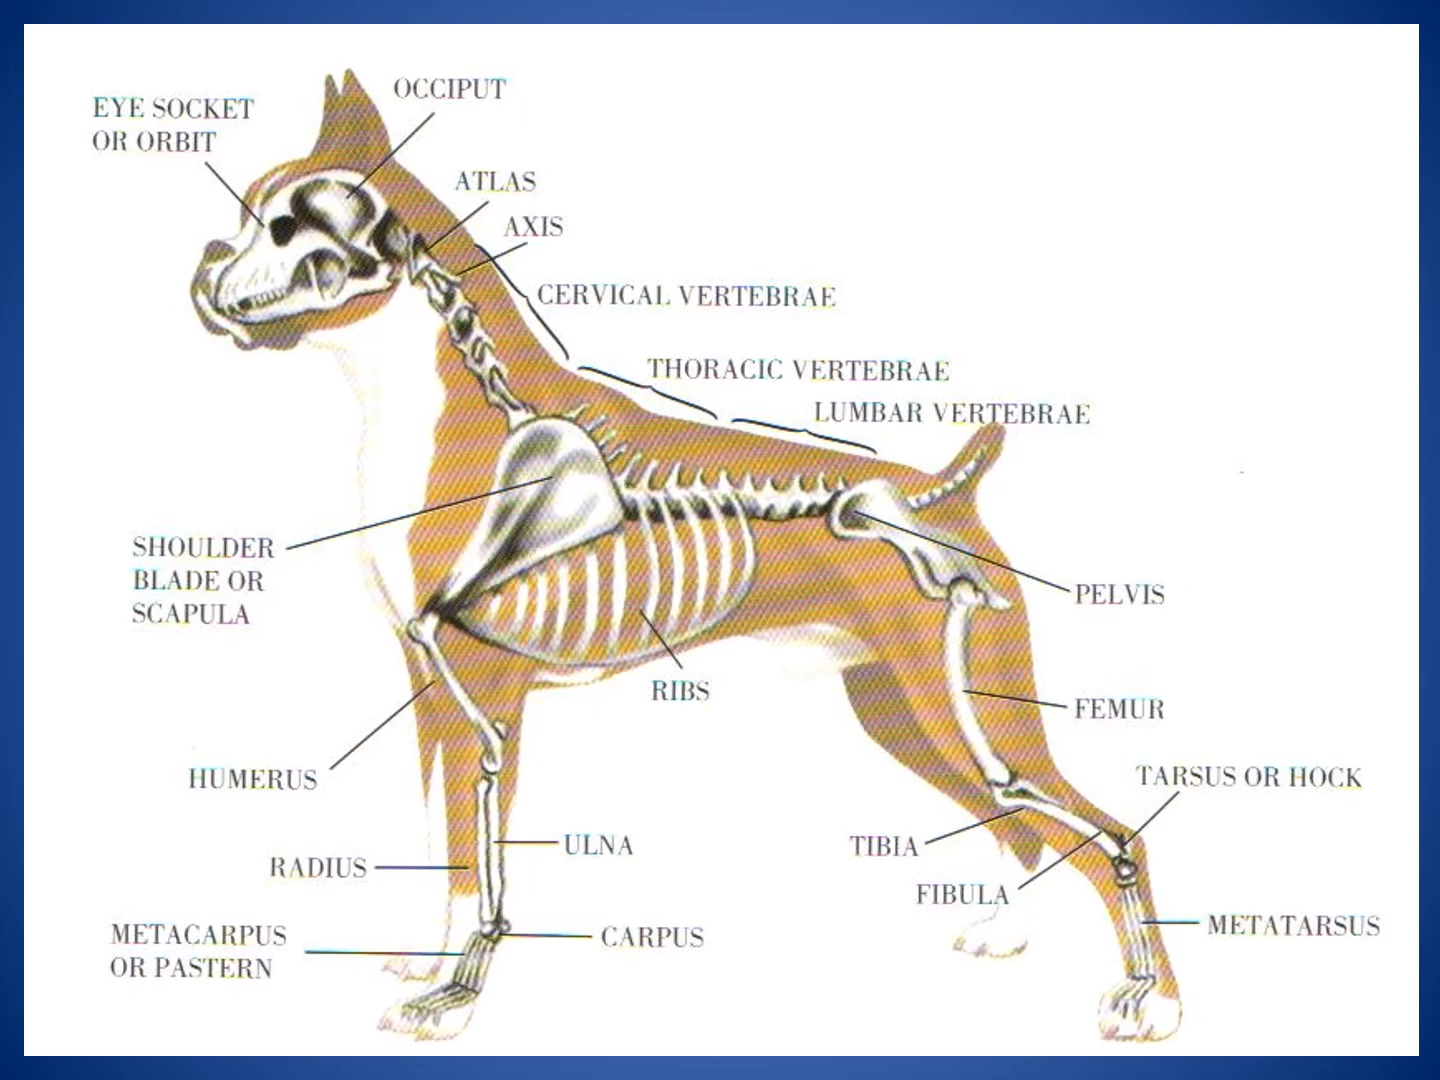 OCCIPUT
EYE SOCKET
OR ORBIT
ATLAS
AXIS
CERVICAL VERTEBRAE
THORACIC VERTEBRAE
LUMBAR VERTEBRAE
SHOULDER
BLADE OR
SCAPULA
PELVIS
RIBS
FEMUR
HUMERUS
TARSUS OR HOCK
ULNA
TIBIA
RADIUS
FIBULA
METACARPUS
OR PASTERN
CARPUS
METATARSUS